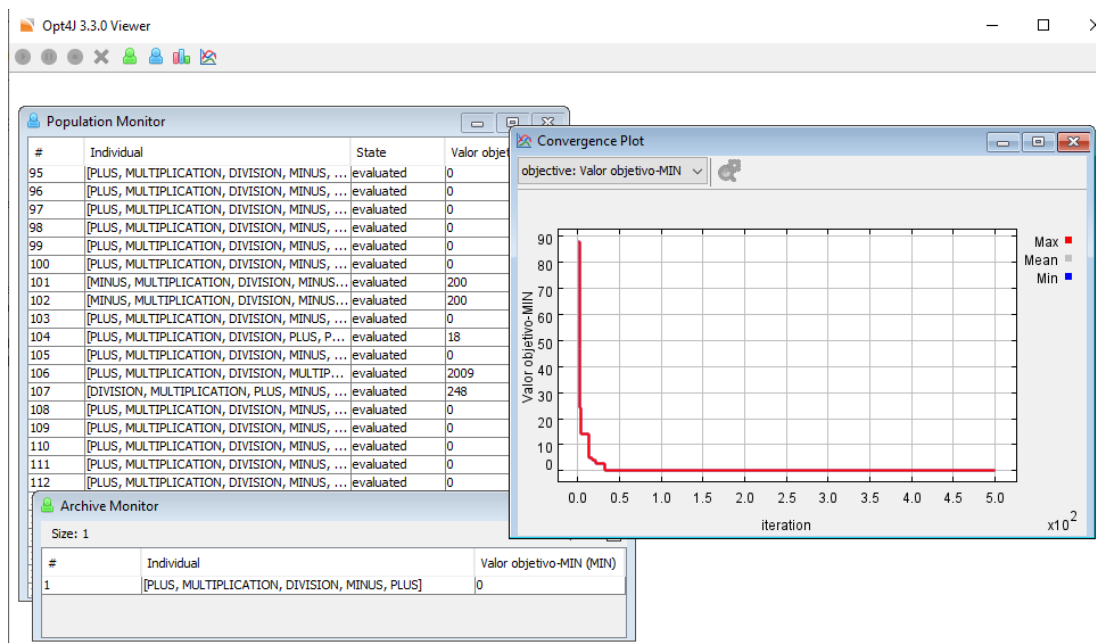 Opt4J 3.3.0 Viewer
Population Monitor
# Individual State Valor objet
95 [PLUS, MULTIPLICATION, DIVISION, MINUS, ... evaluated 0
96 [PLUS, MULTIPLICATION, DIVISION, MINUS, ... evaluated 0
97 [PLUS, MULTIPLICATION, DIVISION, MINUS, ... evaluated 0
98 [PLUS, MULTIPLICATION, DIVISION, MINUS, ... evaluated 0
99 [PLUS, MULTIPLICATION, DIVISION, MINUS, ... evaluated 0
100 [PLUS, MULTIPLICATION, DIVISION, MINUS, ... evaluated 0
101 [MINUS, MULTIPLICATION, DIVISION, MINUS... evaluated 200
102 [MINUS, MULTIPLICATION, DIVISION, MINUS... evaluated 200
103 [PLUS, MULTIPLICATION, DIVISION, MINUS, ... evaluated 0
104 [PLUS, MULTIPLICATION, DIVISION, PLUS, P... evaluated 18
105 [PLUS, MULTIPLICATION, DIVISION, MINUS, ... evaluated 0
106 [PLUS, MULTIPLICATION, DIVISION, MULTIP... evaluated 2009
107 [DIVISION, MULTIPLICATION, PLUS, MINUS, ... evaluated 248
108 [PLUS, MULTIPLICATION, DIVISION, MINUS, ... evaluated 0
109 [PLUS, MULTIPLICATION, DIVISION, MINUS, ... evaluated 0
110 [PLUS, MULTIPLICATION, DIVISION, MINUS, ... evaluated 0
111 [PLUS, MULTIPLICATION, DIVISION, MINUS, ... evaluated 0
112 [PLUS, MULTIPLICATION, DIVISION, MINUS, ... evaluated 0
Archive Monitor
Size: 1
# Individual Valor objetivo-MIN (MIN)
1 [PLUS, MULTIPLICATION, DIVISION, MINUS, PLUS] 0
Convergence Plot
objective: Valor objetivo-MIN
Valor objetivo-MIN
90
80
70
60
50
40
30
20
10
0
Max
Mean
Min
0.0 0.5 1.0 1.5 2.0 2.5 3.0 3.5 4.0 4.5 5.0
iteration
x10²